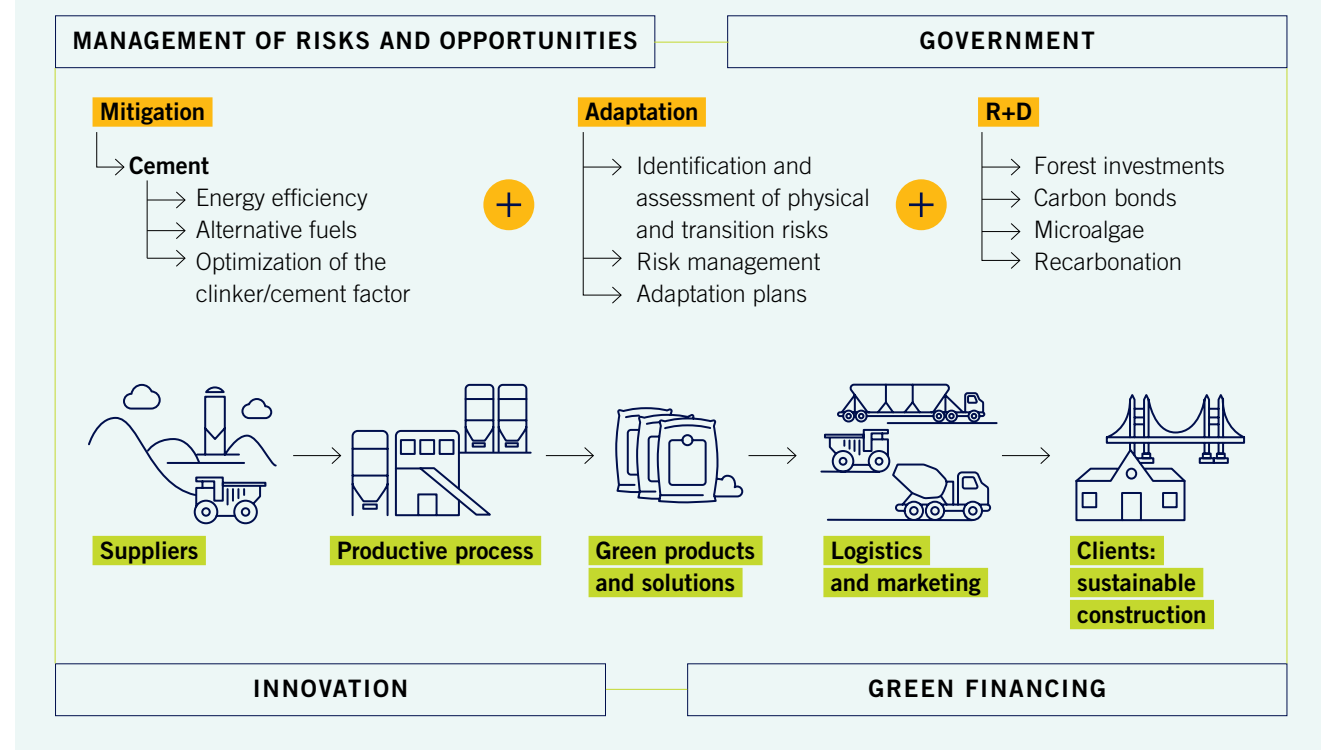 MANAGEMENT OF RISKS AND OPPORTUNITIES
GOVERNMENT
Mitigation
Cement
Energy efficiency
Alternative fuels
Optimization of the
clinker/cement factor
+
Adaptation
Identification and
assessment of physical
and transition risks
Risk management
Adaptation plans
+
R+D
Forest investments
Carbon bonds
Microalgae
Recarbonation
Suppliers
Productive process
Green products
and solutions
Logistics
and marketing
Clients:
sustainable
construction
INNOVATION
GREEN FINANCING